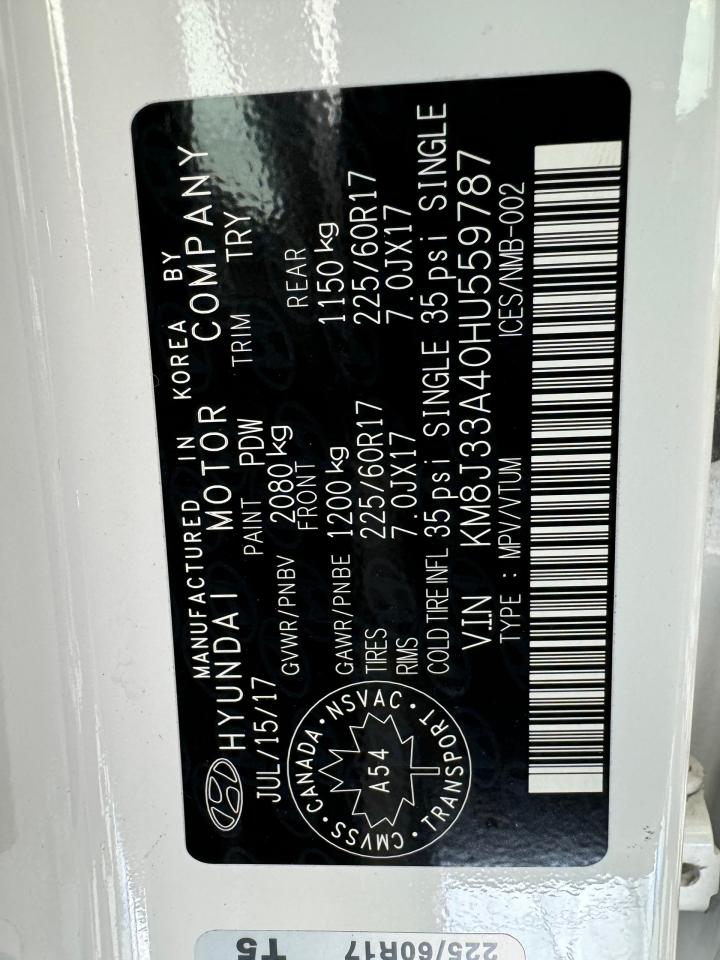 MANUFACTURED IN KOREA BY
HYUNDAI MOTOR COMPANY
JUL/15/17 PAINT PDW TRIM TRY
GVWR/PNBV 2080 kg
FRONT REAR
GAWR/PNBE 1200 kg 1150 kg
TIRES 225/60R17 225/60R17
RIMS 7.0JX17 7.0JX17
COLD TIRE INFL 35 psi SINGLE 35 psi SINGLE
V.I.N KM8J33A40HU559787
TYPE : MPV/VTUM ICES/NMB-002
CANADA · NSVAC · TRANSPORT · CMVSS ·
A54
225/60R17
T5